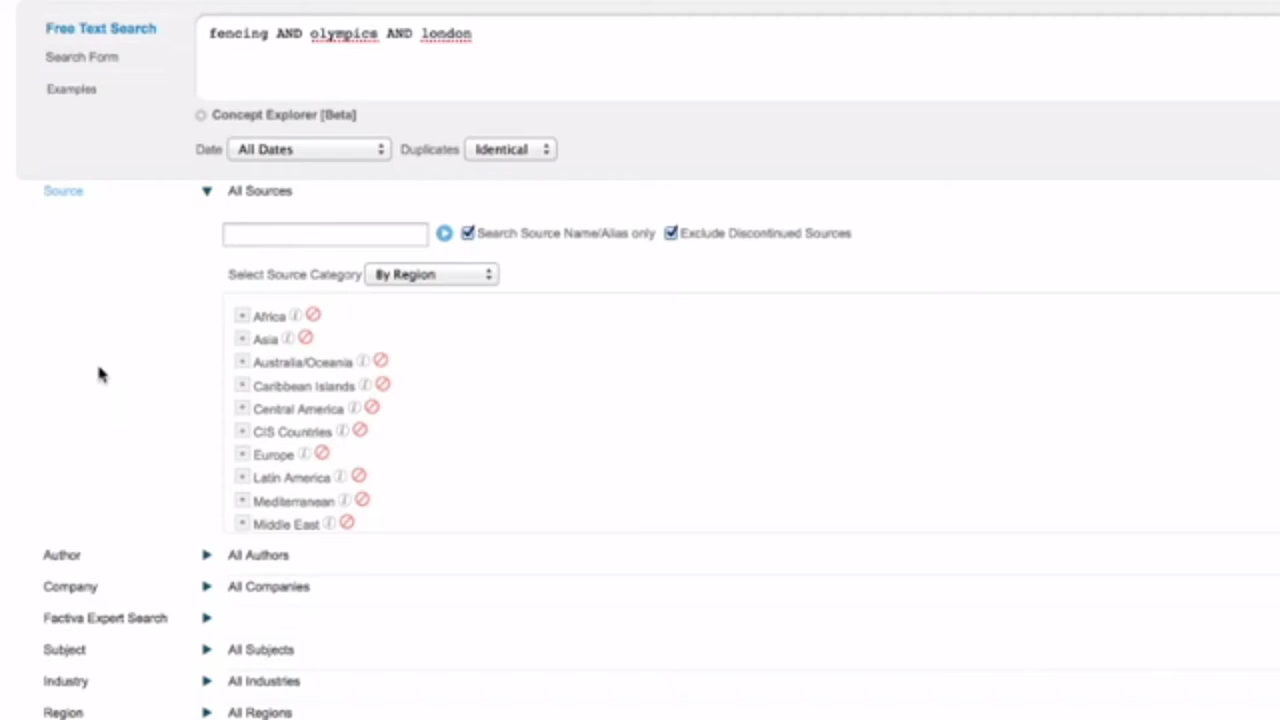 Free Text Search
fencing AND olympics AND london
Search Form
Examples
Concept Explorer [Beta]
Date All Dates Duplicates Identical
Source All Sources
Search Source Name/Alias only Exclude Discontinued Sources
Select Source Category By Region
Africa
Asia
Australia/Oceania
Caribbean Islands
Central America
CIS Countries
Europe
Latin America
Mediterranean
Middle East
Author All Authors
Company All Companies
Factiva Expert Search
Subject All Subjects
Industry All Industries
Region All Regions